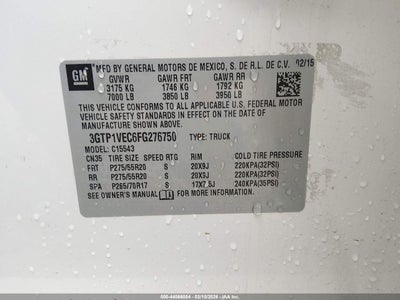 GM
MFD BY GENERAL MOTORS DE MEXICO, S. DE R.L. DE C.V. 02/15
GVWR GAWR FRT GAWR RR
3175 KG 1746 KG 1792 KG
7000 LB 3850 LB 3950 LB
THIS VEHICLE CONFORMS TO ALL APPLICABLE U.S. FEDERAL MOTOR
VEHICLE SAFETY STANDARDS IN EFFECT ON THE DATE OF
MANUFACTURE SHOWN ABOVE.
3GTP1VEC6FG276750 TYPE: TRUCK
MODEL: C15543
CN35 TIRE SIZE SPEED RTG RIM COLD TIRE PRESSURE
FRT P275/55R20 S 20X9J 220KPA(32PSI)
RR P275/55R20 S 20X9J 220KPA(32PSI)
SPA P265/70R17 17X7.5J 240KPA(35PSI)
SEE OWNER'S MANUAL FOR ADDITIONAL INFORMATION